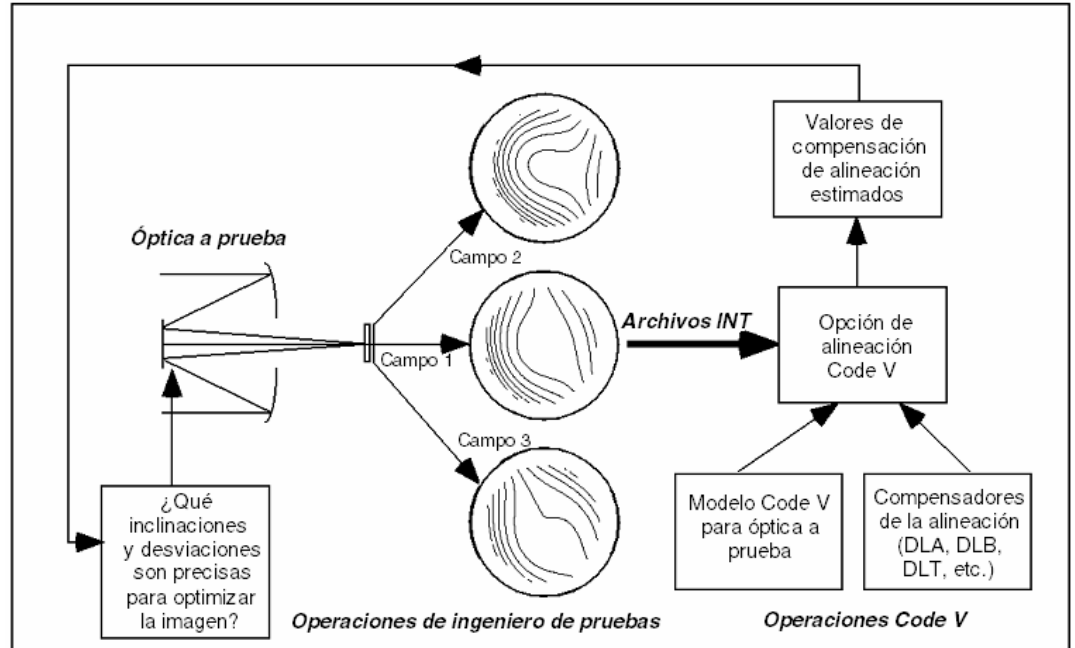 Óptica a prueba
Campo 2
Campo 1
Campo 3
¿Qué
inclinaciones
y desviaciones
son precisas
para optimizar
la imagen?
Operaciones de ingeniero de pruebas
Archivos INT
Valores de
compensación
de alineación
estimados
Opción de
alineación
Code V
Modelo Code V
para óptica a
prueba
Compensadores
de la alineación
(DLA, DLB,
DLT, etc.)
Operaciones Code V